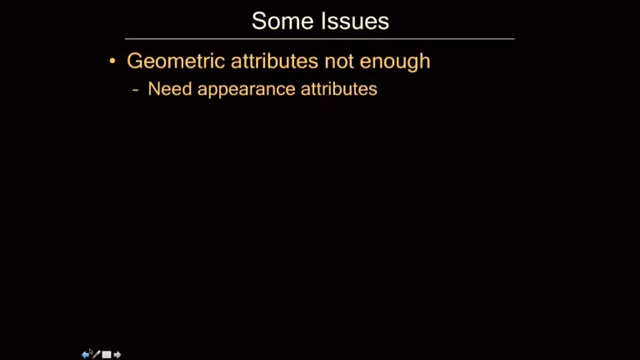 Some Issues
• Geometric attributes not enough
- Need appearance attributes